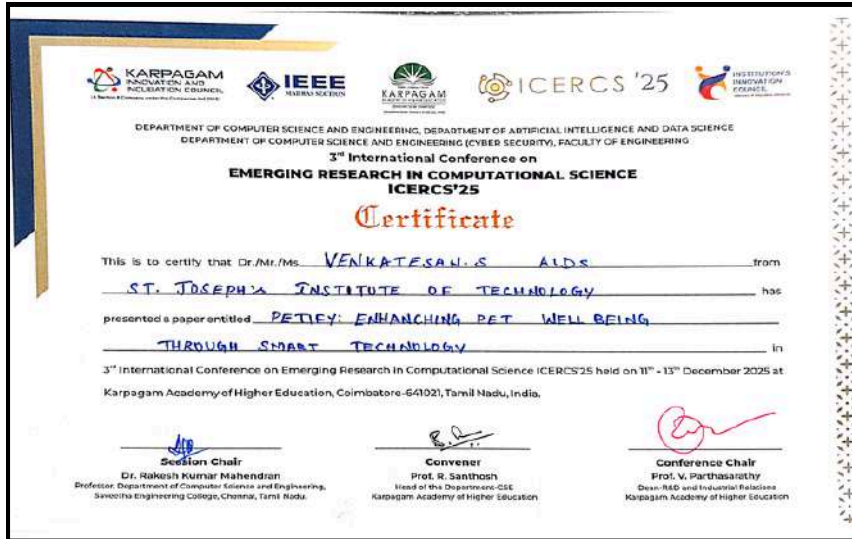 KARPAGAM
INNOVATION AND
INCUBATION COUNCIL
IEEE
MADRAS SECTION
KARPAGAM
ICERCS '25
INSTITUTION'S
INNOVATION
COUNCIL
DEPARTMENT OF COMPUTER SCIENCE AND ENGINEERING, DEPARTMENT OF ARTIFICIAL INTELLIGENCE AND DATA SCIENCE
DEPARTMENT OF COMPUTER SCIENCE AND ENGINEERING (CYBER SECURITY), FACULTY OF ENGINEERING
3rd International Conference on
EMERGING RESEARCH IN COMPUTATIONAL SCIENCE
ICERCS'25
Certificate
This is to certify that Dr./Mr./Ms. VENKATESAN.S AIDS from
ST. JOSEPH'S INSTITUTE OF TECHNOLOGY has
presented a paper entitled PETIFY: ENHANCHING PET WELL BEING
THROUGH SMART TECHNOLOGY in
3rd International Conference on Emerging Research in Computational Science ICERCS'25 held on 11th - 13th December 2025 at
Karpagam Academy of Higher Education, Coimbatore-641021, Tamil Nadu, India.
Session Chair
Dr. Rakesh Kumar Mahendran
Professor, Department of Computer Science and Engineering,
Saveetha Engineering College, Chennai, Tamil Nadu.
Convener
Prof. R. Santhosh
Head of the Department-CSE
Karpagam Academy of Higher Education
Conference Chair
Prof. V. Parthasarathy
Dean-R&D and Industrial Relations
Karpagam Academy of Higher Education